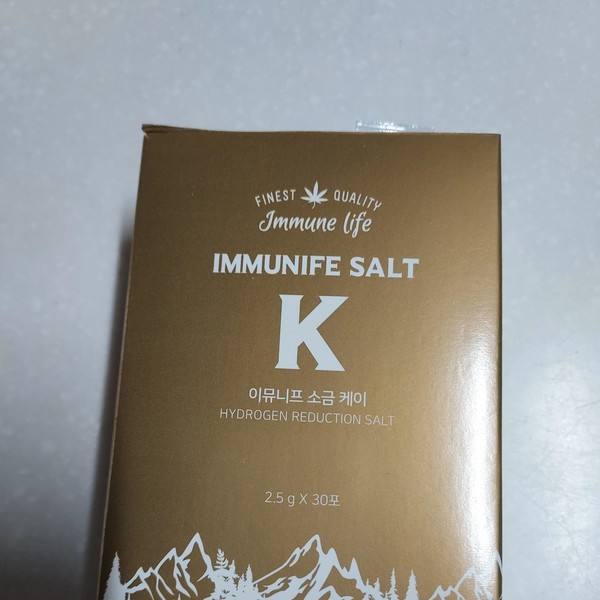 FINEST QUALITY
Immune life
IMMUNIFE SALT
K
이뮤니프 소금 케이
HYDROGEN REDUCTION SALT
2.5 g X 30포